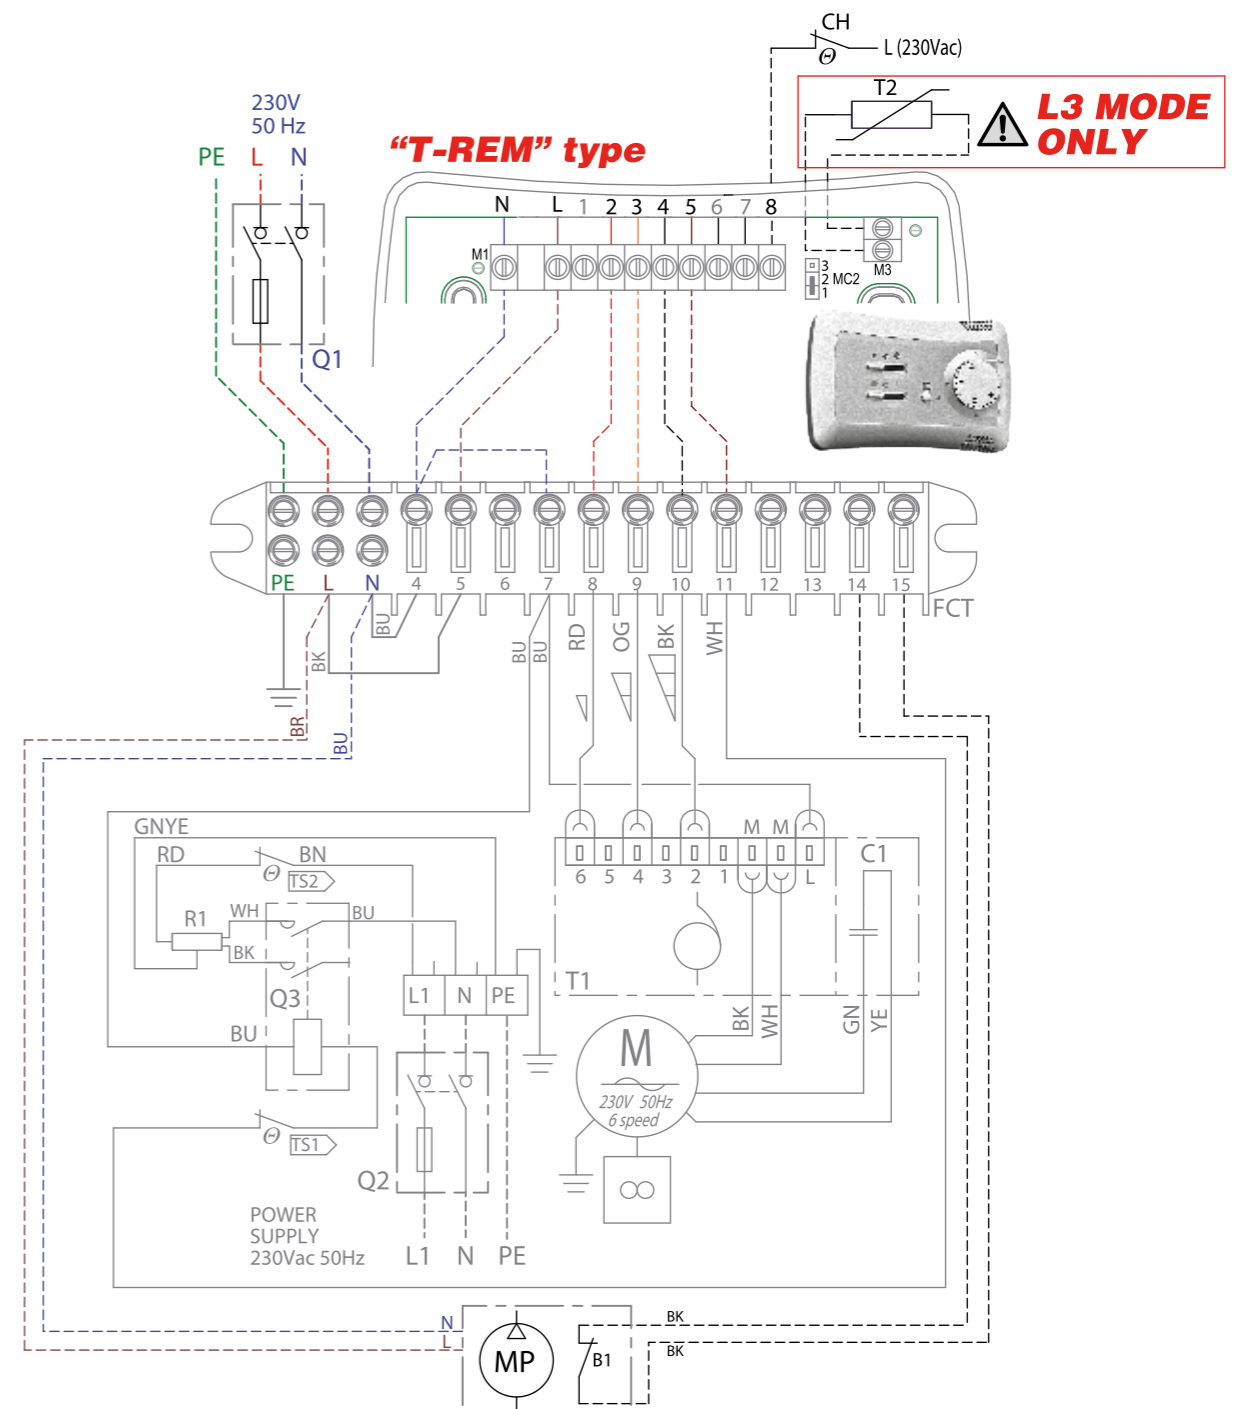 CH
L (230Vac)
T2
L3 MODE
ONLY
230V
50 Hz
PE L N
“T-REM” type
N L 1 2 3 4 5 6 7 8
M1
M3
3
2 MC2
1
Q1
PE L N 4 5 6 7 8 9 10 11 12 13 14 15
FCT
BU
BK
BR
BU
BU
BU
RD
OG
BK
WH
GNYE
RD
BN
TS2
R1
WH
BU
BK
Q3
BU
L1 N PE
TS1
Q2
POWER
SUPPLY
230Vac 50Hz
L1 N PE
M M
C1
6 5 4 3 2 1 L
T1
BK
WH
GN
YE
M
230V 50Hz
6 speed
N
L
MP
B1
BK
BK